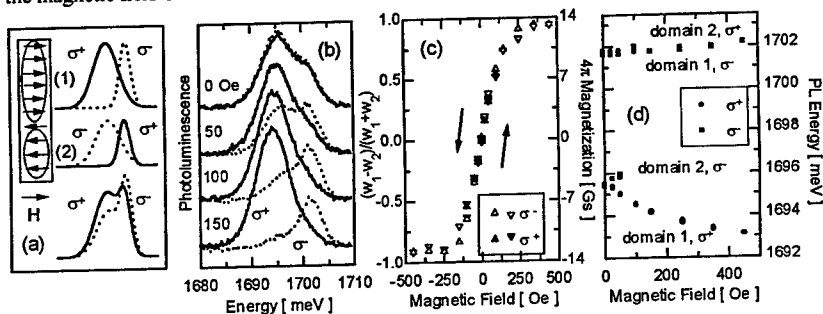 the magnetic field
(a)
σ⁺
σ⁻
(1)
σ⁻
σ⁺
(2)
H
σ⁺
σ⁻
(b)
Photoluminescence
0 Oe
50
100
150
σ⁺
σ⁻
1680 1690 1700 1710
Energy [ meV ]
(c)
(w₁-w₂)/(w₁+w₂)
1.0
0.5
0.0
-0.5
-1.0
14
7
0
-7
-14
4π Magnetization [ Gs ]
σ⁻
σ⁺
-500 -250 0 250 500
Magnetic Field [ Oe ]
(d)
domain 2, σ⁺
domain 1, σ⁻
σ⁺
σ⁻
domain 2, σ⁻
domain 1, σ⁺
1702
1700
1698
1696
1694
1692
PL Energy [ meV ]
0 200 400
Magnetic Field [ Oe ]